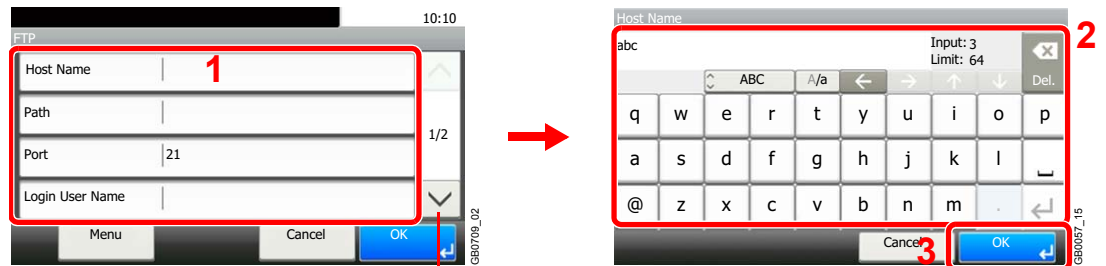 10:10
FTP
1
Host Name
Path
1/2
Port 21
Login User Name
Menu Cancel OK
GB0709_02
Host Name
2
abc Input: 3
Limit: 64
ABC A/a Del.
q w e r t y u i o p
a s d f g h j k l
@ z x c v b n m .
Cancel 3 OK
GB0057_15